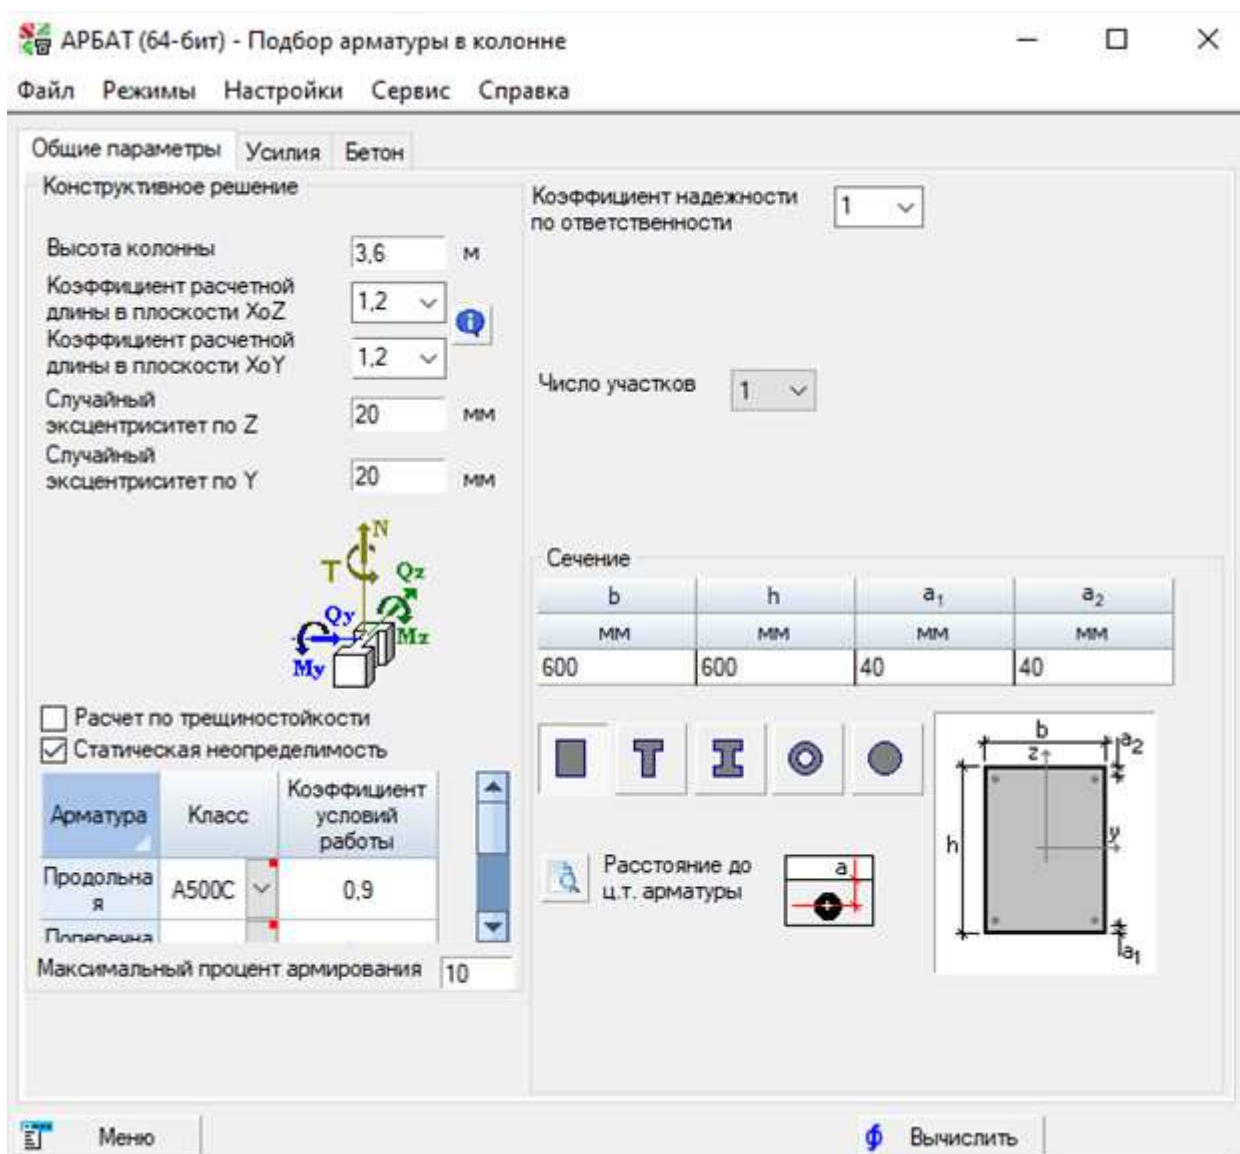 АРБАТ (64-бит) - Подбор арматуры в колонне
Файл Режимы Настройки Сервис Справка
Общие параметры Усилия Бетон
Конструктивное решение
Высота колонны 3,6 м
Коэффициент расчетной
длины в плоскости XoZ 1,2
Коэффициент расчетной
длины в плоскости XoY 1,2
Случайный
эксцентриситет по Z 20 мм
Случайный
эксцентриситет по Y 20 мм
N
T
Qz
Qy
Mz
My
Расчет по трещиностойкости
Статическая неопределимость
Арматура Класс Коэффициент
условий
работы
Продольна
я A500C 0,9
Поперечна
Максимальный процент армирования 10
Коэффициент надежности
по ответственности 1
Число участков 1
Сечение
b h a₁ a₂
мм мм мм мм
600 600 40 40
Расстояние до
ц.т. арматуры
a
b
z
a₂
h
y
a₁
Меню Вычислить